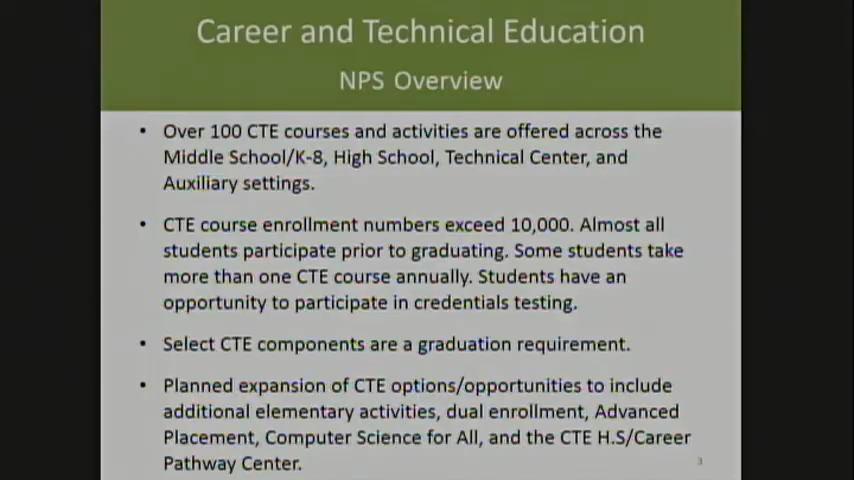 Career and Technical Education
NPS Overview
• Over 100 CTE courses and activities are offered across the
Middle School/K-8, High School, Technical Center, and
Auxiliary settings.
• CTE course enrollment numbers exceed 10,000. Almost all
students participate prior to graduating. Some students take
more than one CTE course annually. Students have an
opportunity to participate in credentials testing.
• Select CTE components are a graduation requirement.
• Planned expansion of CTE options/opportunities to include
additional elementary activities, dual enrollment, Advanced
Placement, Computer Science for All, and the CTE H.S/Career
Pathway Center.
3